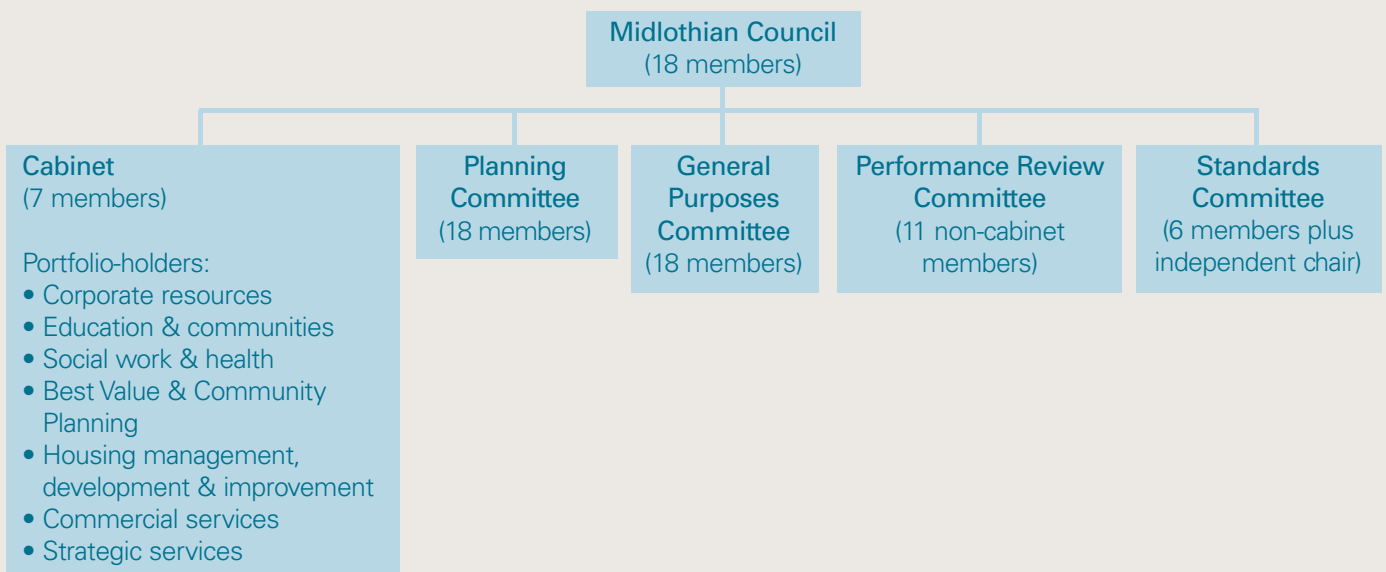 Midlothian Council
(18 members)
Cabinet
(7 members)
Portfolio-holders:
• Corporate resources
• Education & communities
• Social work & health
• Best Value & Community
Planning
• Housing management,
development & improvement
• Commercial services
• Strategic services
Planning
Committee
(18 members)
General
Purposes
Committee
(18 members)
Performance Review
Committee
(11 non-cabinet
members)
Standards
Committee
(6 members plus
independent chair)